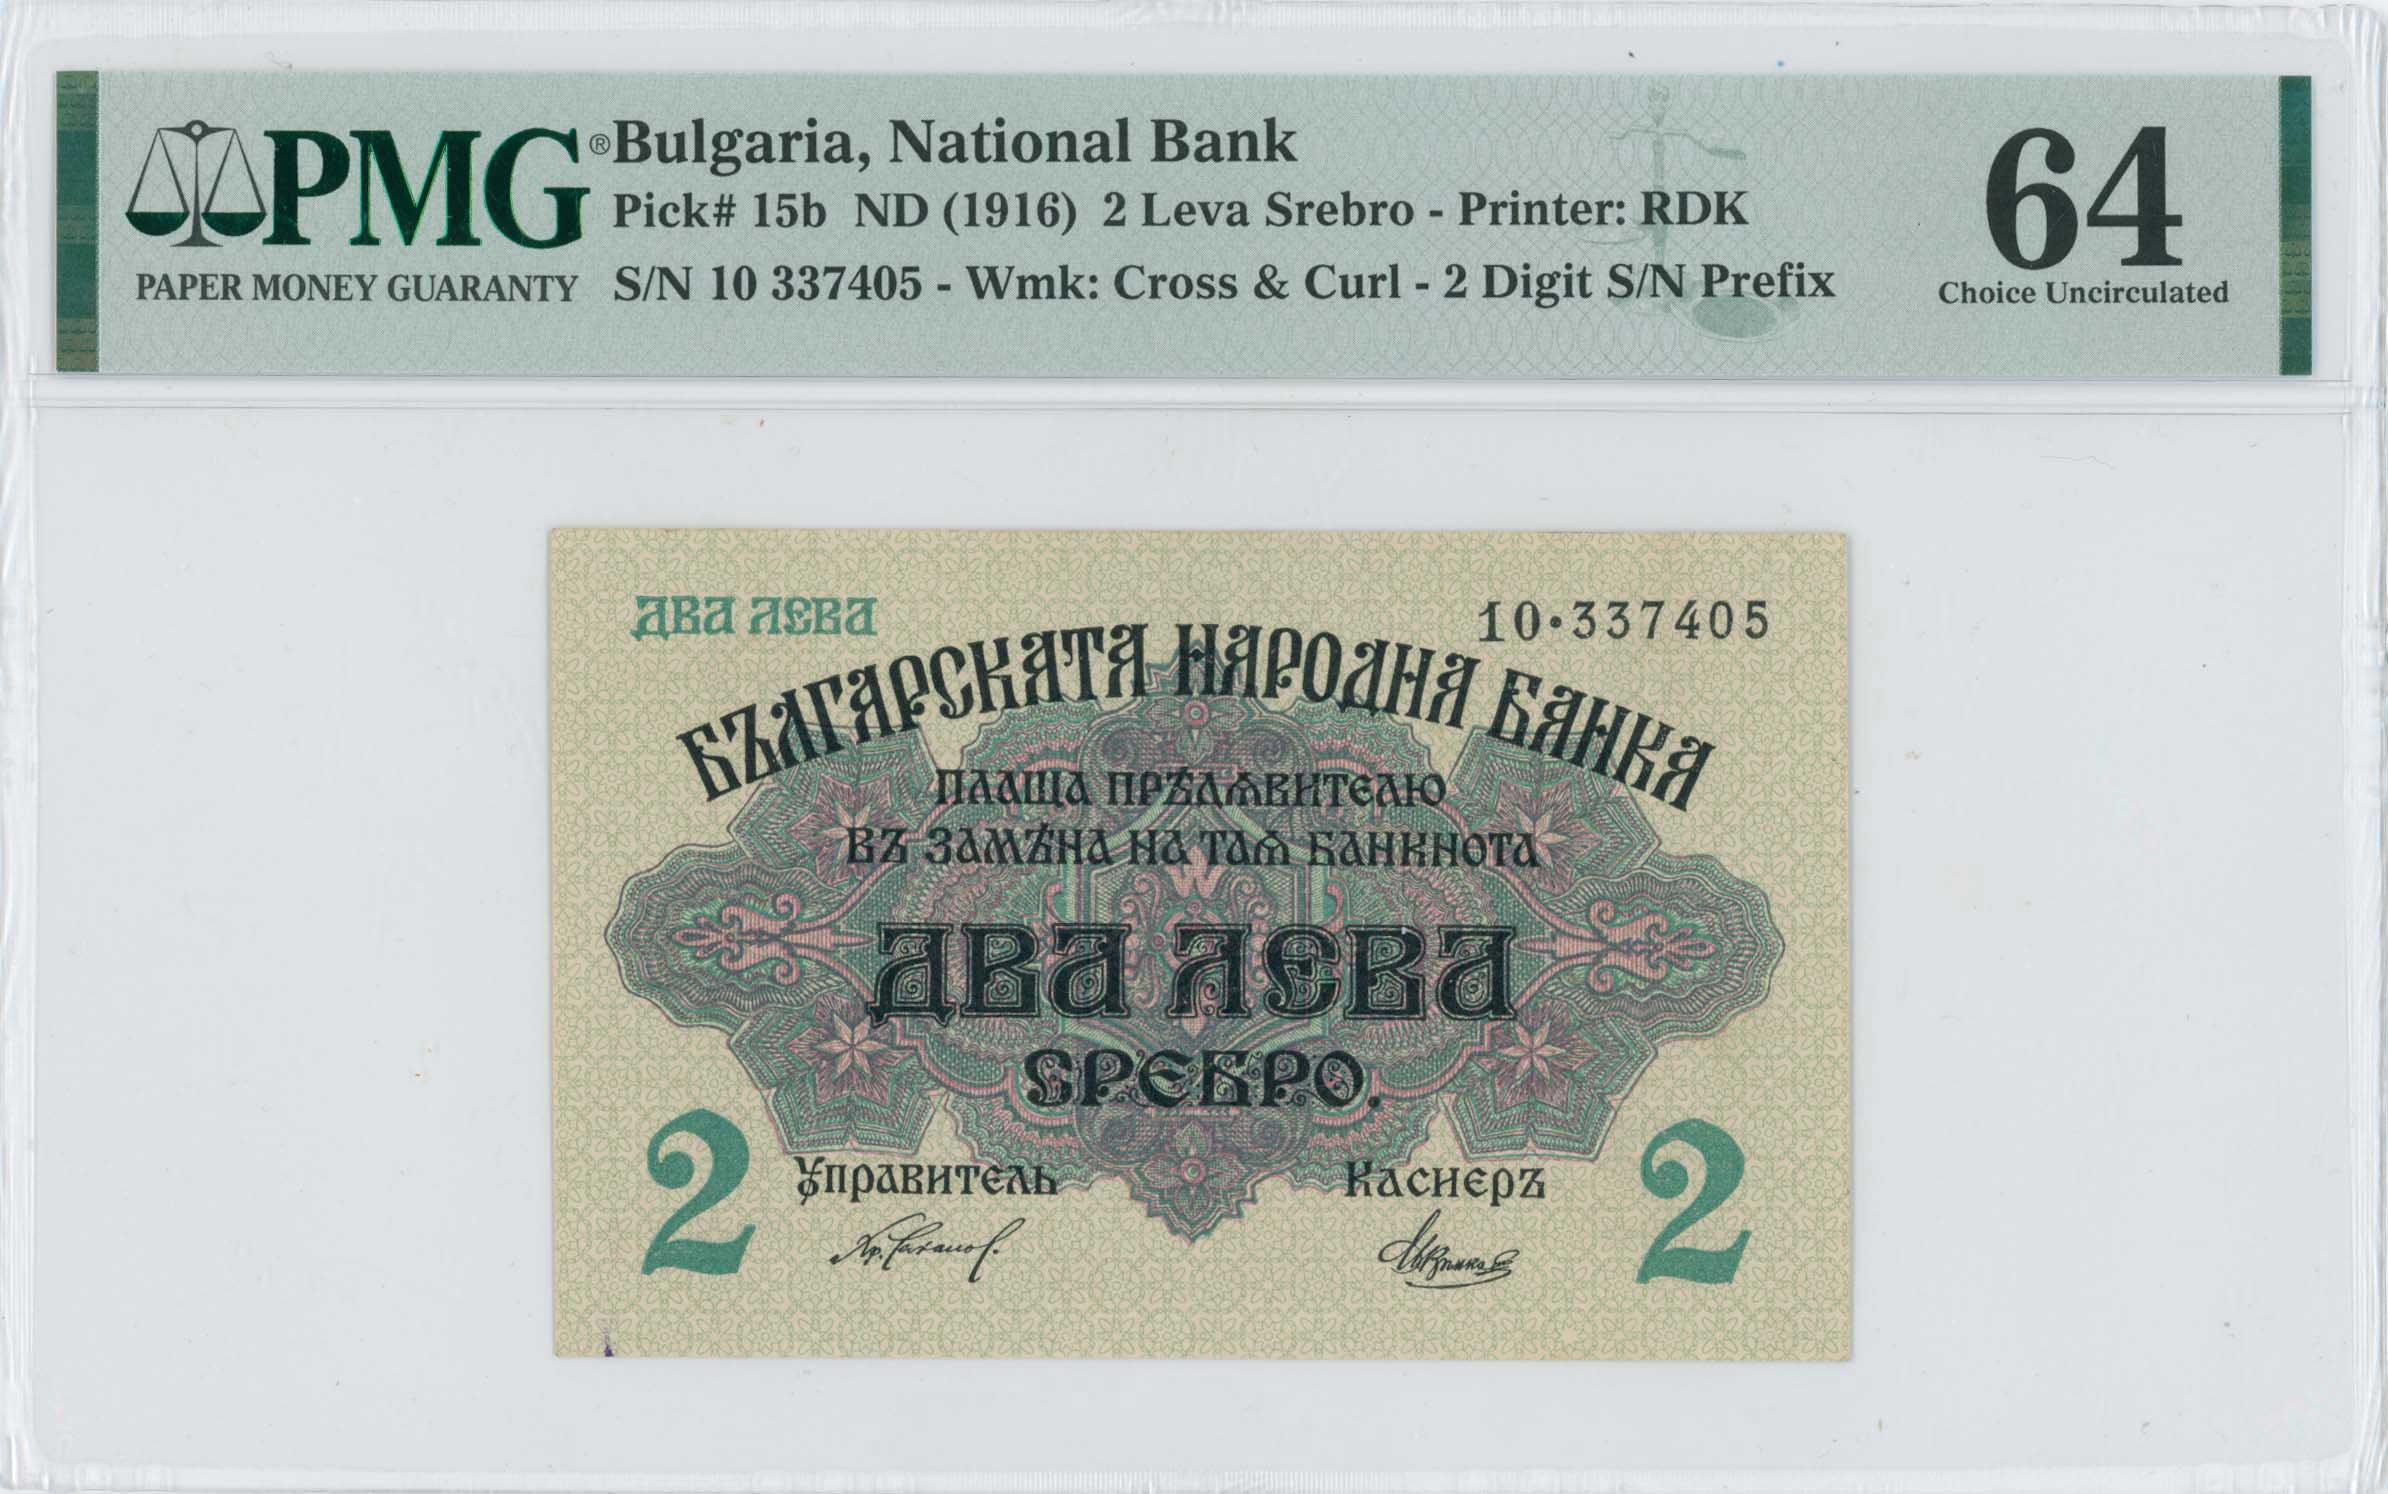 PMG®
PAPER MONEY GUARANTY
Bulgaria, National Bank
Pick# 15b ND (1916) 2 Leva Srebro - Printer: RDK
S/N 10 337405 - Wmk: Cross & Curl - 2 Digit S/N Prefix
64
Choice Uncirculated
ДВА ЛЕВА
10·337405
БЪЛГАРСКАТА НАРОДНА БАНКА
ПЛАЩА ПРѢДѨВИТЕЛЮ
ВЪ ЗАМѢНА НА ТАѨ БАНКНОТА
ДВА ЛЕВА
СРЕБРО.
УПРАВИТЕЛЬ
КАСИЕРЪ
2
2